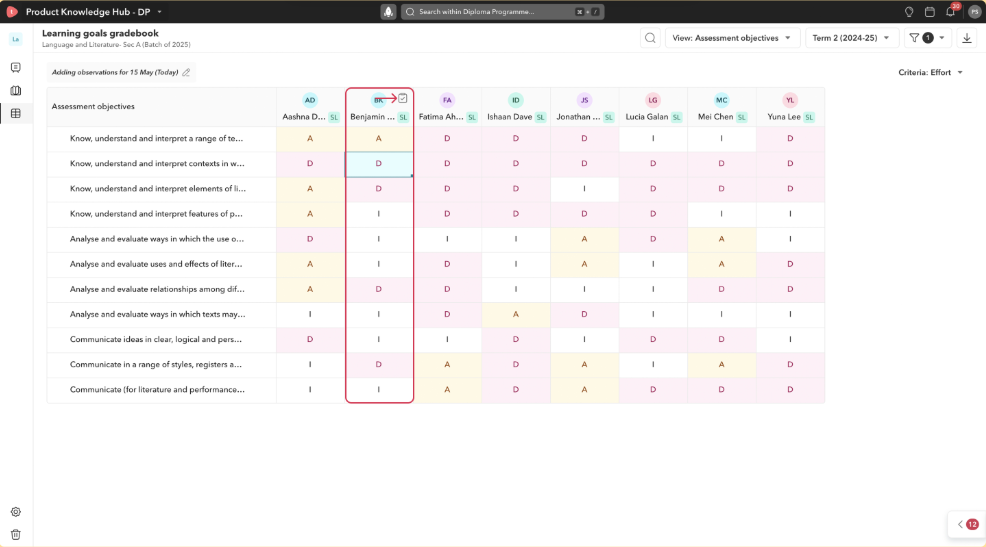 Product Knowledge Hub - DP
Search within Diploma Programme...
⌘ + /
30
PS
La
Learning goals gradebook
Language and Literature- Sec A (Batch of 2025)
View: Assessment objectives
Term 2 (2024-25)
1
Adding observations for 15 May (Today)
Criteria: Effort
Assessment objectives
AD BK FA ID JS LG MC YL
Aashna D... SL Benjamin ... SL Fatima Ah... SL Ishaan Dave SL Jonathan ... SL Lucia Galan SL Mei Chen SL Yuna Lee SL
Know, understand and interpret a range of te... A A D D D I I D
Know, understand and interpret contexts in w... D D D D D D D D
Know, understand and interpret elements of li... A D D D I D D D
Know, understand and interpret features of p... A I D D D D I I
Analyse and evaluate ways in which the use o... D I I I A D A I
Analyse and evaluate uses and effects of liter... A I D I A I A D
Analyse and evaluate relationships among dif... A D D I I I D D
Analyse and evaluate ways in which texts may... I I D A D I I I
Communicate ideas in clear, logical and pers... D I I D I D D I
Communicate in a range of styles, registers a... I D A D A I A D
Communicate (for literature and performance... I I A D A D D D
12